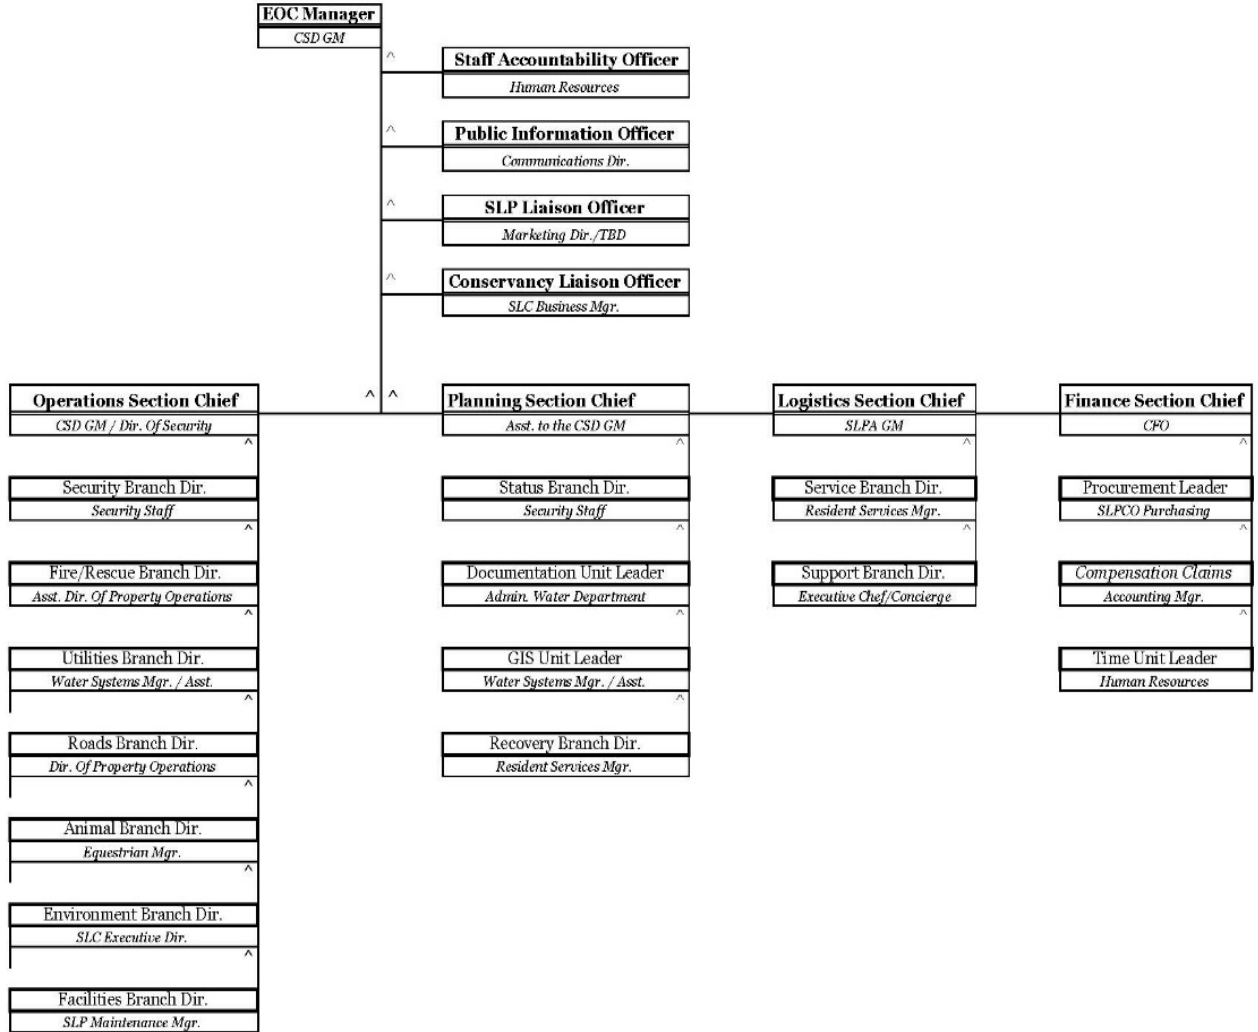 EOC Manager
CSD GM
^
Staff Accountability Officer
Human Resources
^
Public Information Officer
Communications Dir.
^
SLP Liaison Officer
Marketing Dir./TBD
^
Conservancy Liaison Officer
SLC Business Mgr.
^ ^
Operations Section Chief
CSD GM / Dir. Of Security
^
Security Branch Dir.
Security Staff
^
Fire/Rescue Branch Dir.
Asst. Dir. Of Property Operations
^
Utilities Branch Dir.
Water Systems Mgr. / Asst.
^
Roads Branch Dir.
Dir. Of Property Operations
^
Animal Branch Dir.
Equestrian Mgr.
^
Environment Branch Dir.
SLC Executive Dir.
^
Facilities Branch Dir.
SLP Maintenance Mgr.
Planning Section Chief
Asst. to the CSD GM
^
Status Branch Dir.
Security Staff
^
Documentation Unit Leader
Admin. Water Department
^
GIS Unit Leader
Water Systems Mgr. / Asst.
^
Recovery Branch Dir.
Resident Services Mgr.
Logistics Section Chief
SLPA GM
^
Service Branch Dir.
Resident Services Mgr.
^
Support Branch Dir.
Executive Chef/Concierge
Finance Section Chief
CFO
^
Procurement Leader
SLPCO Purchasing
^
Compensation Claims
Accounting Mgr.
^
Time Unit Leader
Human Resources